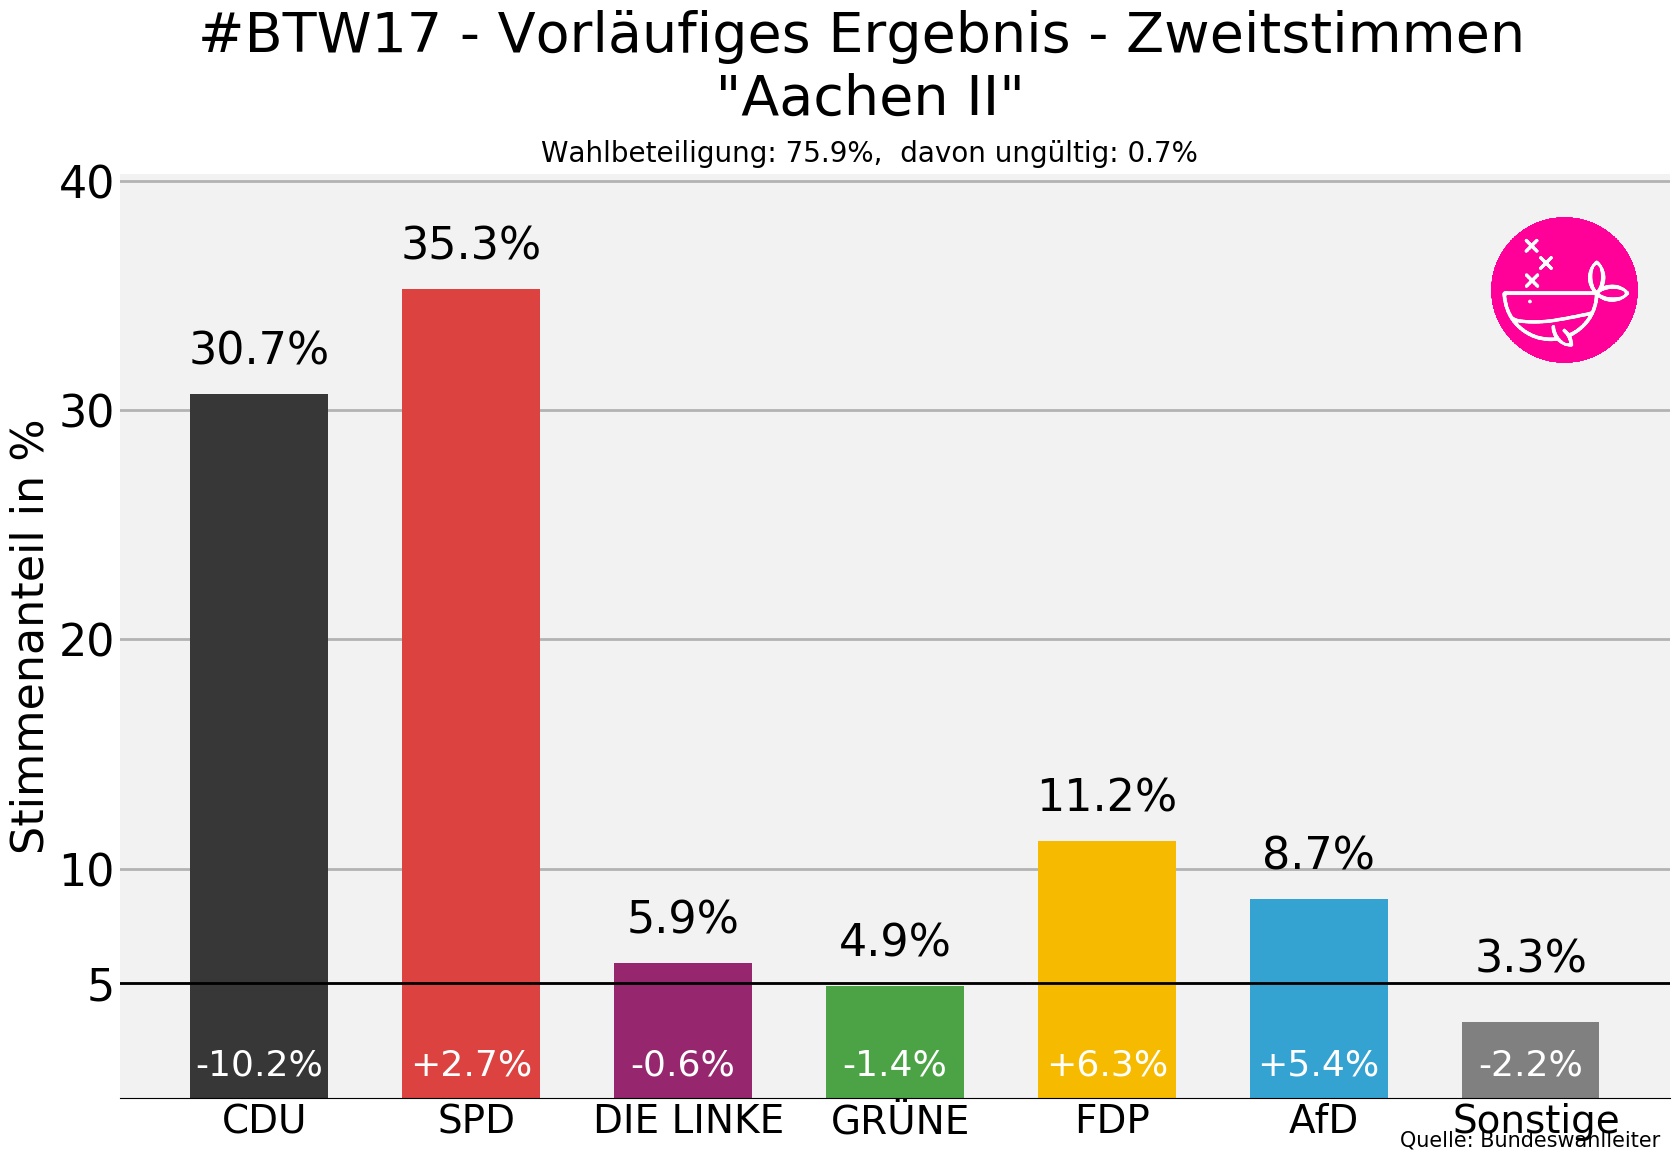 #BTW17 - Vorläufiges Ergebnis - Zweitstimmen
"Aachen II"
Wahlbeteiligung: 75.9%,  davon ungültig: 0.7%
Stimmenanteil in %
40
30
20
10
5
30.7%
35.3%
5.9%
4.9%
11.2%
8.7%
3.3%
-10.2%
+2.7%
-0.6%
-1.4%
+6.3%
+5.4%
-2.2%
CDU
SPD
DIE LINKE
GRÜNE
FDP
AfD
Sonstige
Quelle: Bundeswahlleiter